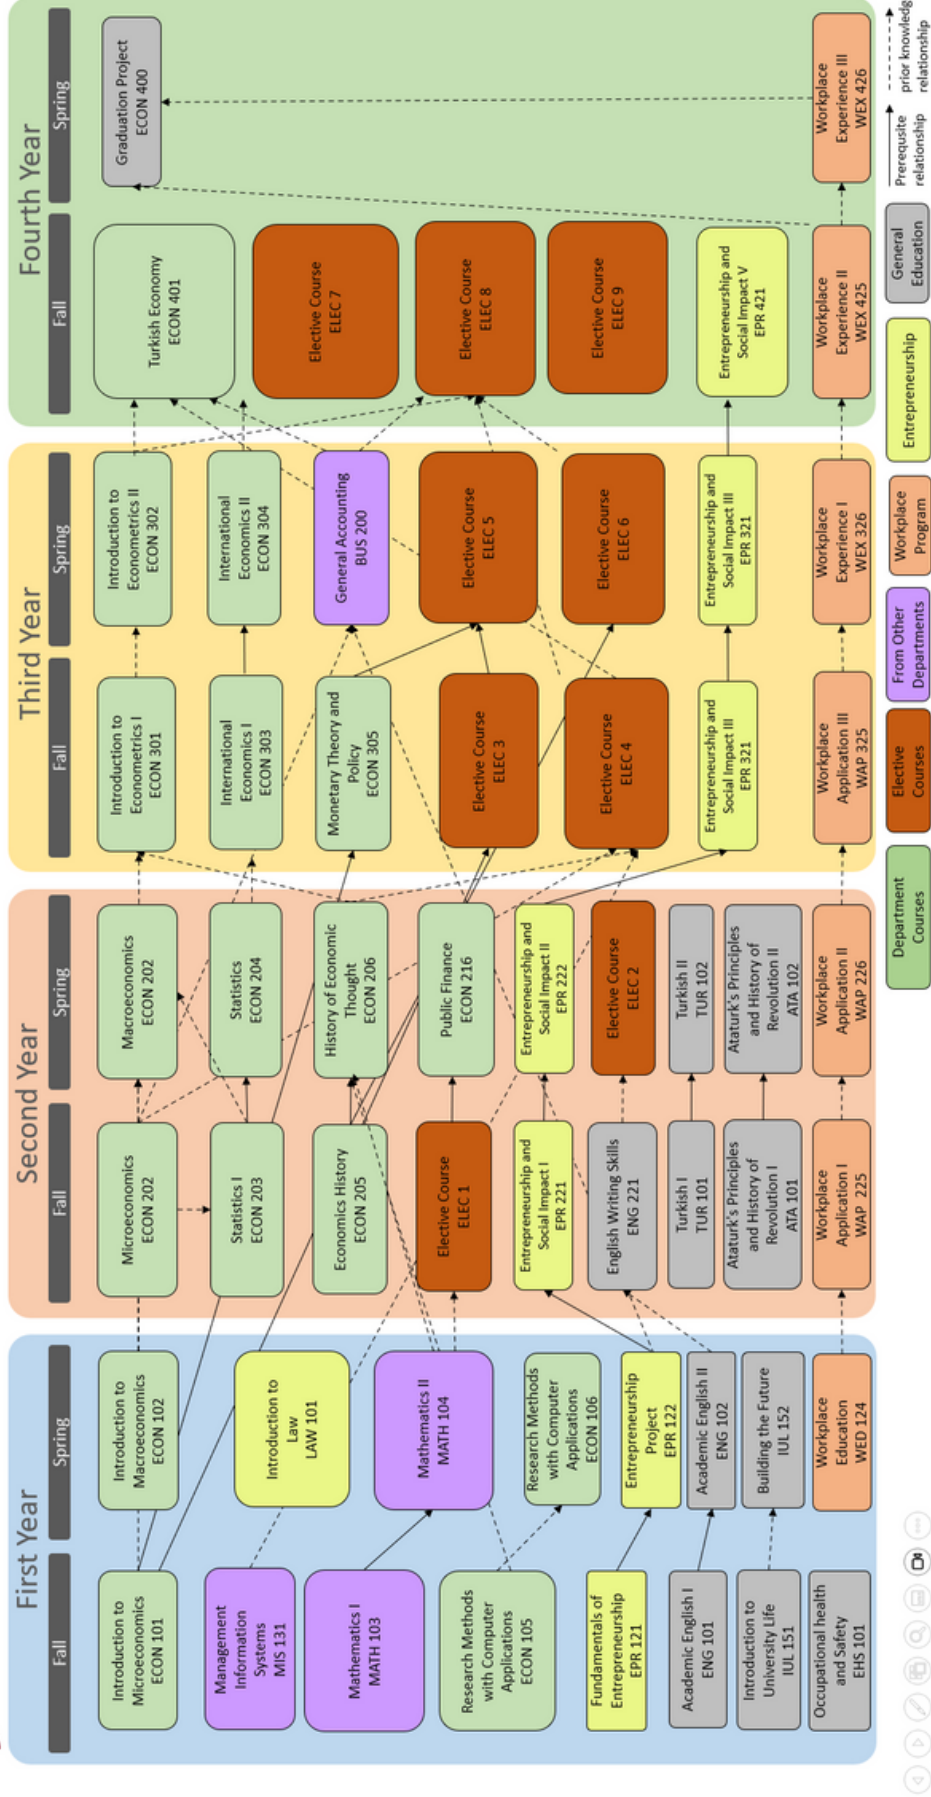 First Year
Second Year
Third Year
Fourth Year
Fall
Spring
Fall
Spring
Fall
Spring
Fall
Spring
Introduction to
Microeconomics
ECON 101
Management
Information
Systems
MIS 131
Mathematics I
MATH 103
Research Methods
with Computer
Applications
ECON 105
Fundamentals of
Entrepreneurship
EPR 121
Academic English I
ENG 101
Introduction to
University Life
IUL 151
Occupational health
and Safety
EHS 101
Introduction to
Macroeconomics
ECON 102
Introduction to
Law
LAW 101
Mathematics II
MATH 104
Research Methods
with Computer
Applications
ECON 106
Entrepreneurship
Project
EPR 122
Academic English II
ENG 102
Building the Future
IUL 152
Workplace
Education
WED 124
Microeconomics
ECON 202
Statistics I
ECON 203
Economics History
ECON 205
Elective Course
ELEC 1
Entrepreneurship and
Social Impact I
EPR 221
English Writing Skills
ENG 221
Turkish I
TUR 101
Ataturk's Principles
and History of
Revolution I
ATA 101
Workplace
Application I
WAP 225
Macroeconomics
ECON 202
Statistics
ECON 204
History of Economic
Thought
ECON 206
Public Finance
ECON 216
Entrepreneurship and
Social Impact II
EPR 222
Elective Course
ELEC 2
Turkish II
TUR 102
Ataturk's Principles
and History of
Revolution II
ATA 102
Workplace
Application II
WAP 226
Introduction to
Econometrics I
ECON 301
International
Economics I
ECON 303
Monetary Theory and
Policy
ECON 305
Elective Course
ELEC 3
Elective Course
ELEC 4
Entrepreneurship and
Social Impact III
EPR 321
Workplace
Application III
WAP 325
Introduction to
Econometrics II
ECON 302
International
Economics II
ECON 304
General Accounting
BUS 200
Elective Course
ELEC 5
Elective Course
ELEC 6
Entrepreneurship and
Social Impact III
EPR 321
Workplace
Experience I
WEX 326
Turkish Economy
ECON 401
Elective Course
ELEC 7
Elective Course
ELEC 8
Elective Course
ELEC 9
Entrepreneurship and
Social Impact V
EPR 421
Workplace
Experience II
WEX 425
Graduation Project
ECON 400
Workplace
Experience III
WEX 426
Department
Courses
Elective
Courses
From Other
Departments
Workplace
Program
Entrepreneurship
General
Education
Prerequsite
relationship
prior knowledg
relationship